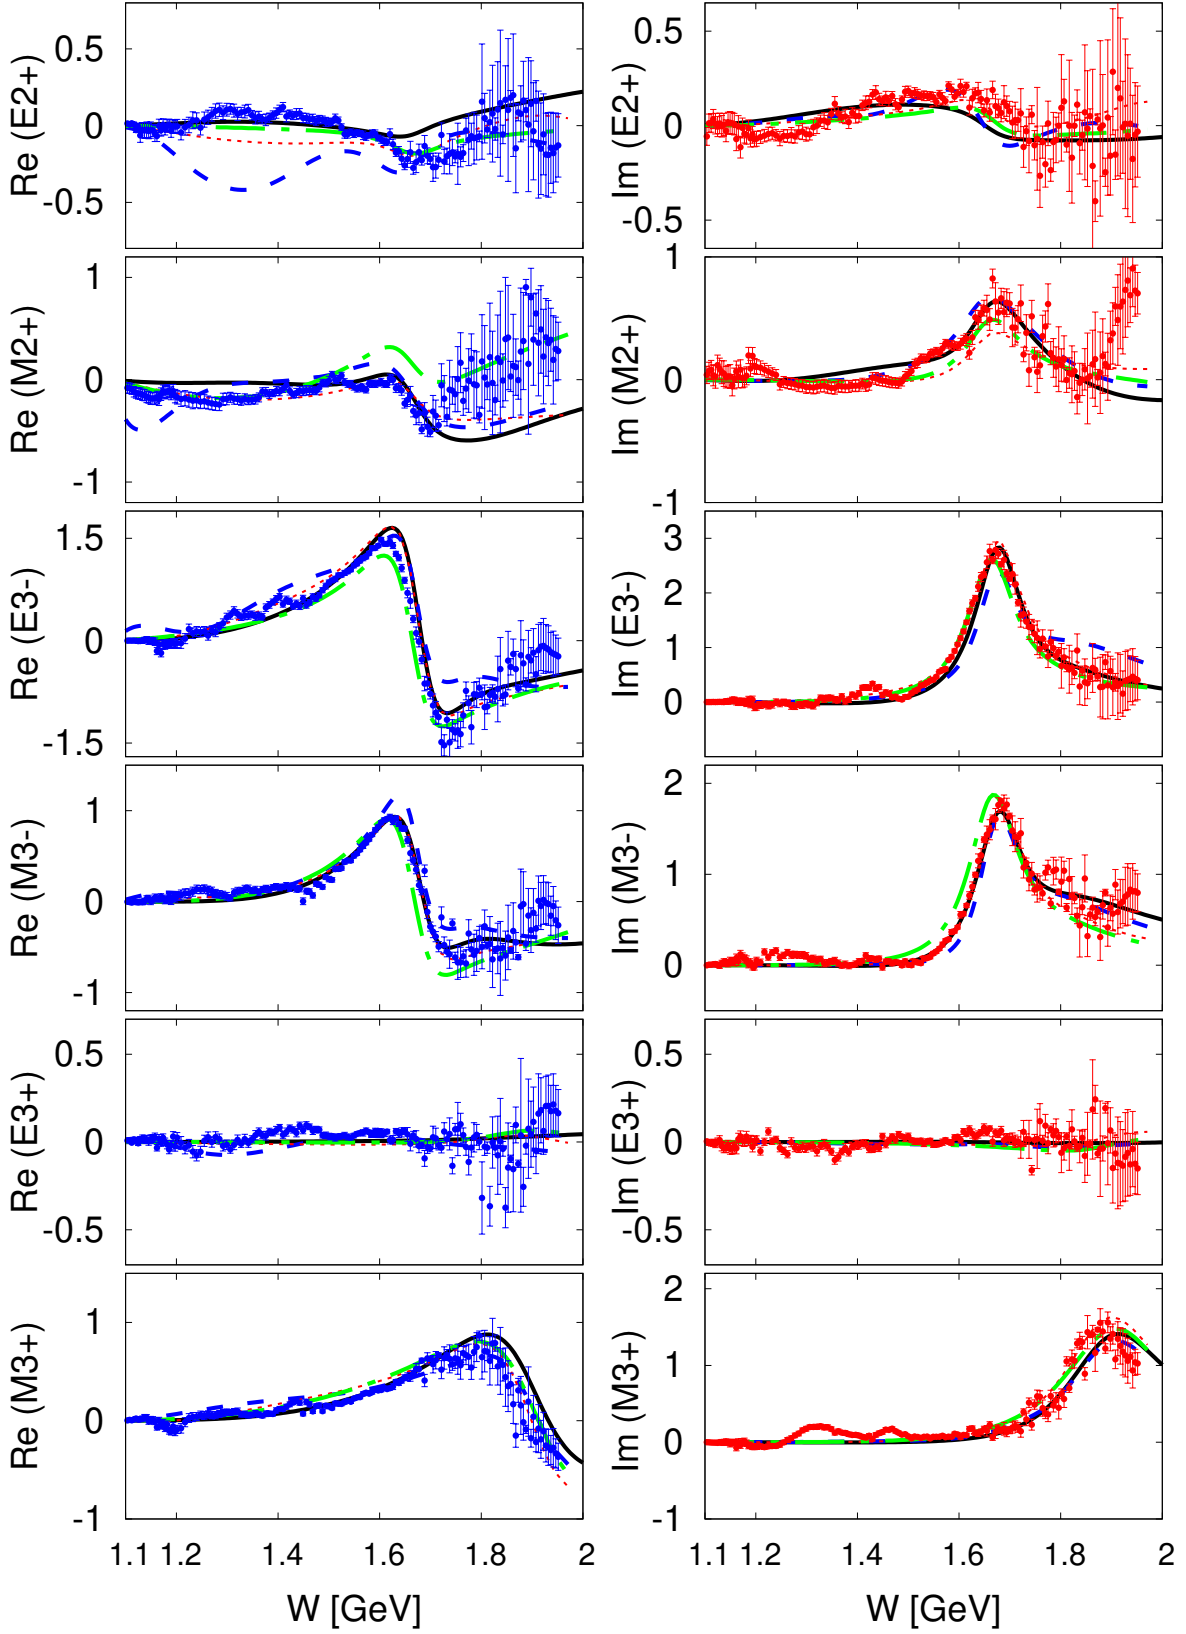 Re (E2+)
0.5
0
-0.5
Im (E2+)
0.5
0
-0.5
Re (M2+)
1
0
-1
Im (M2+)
1
0
-1
Re (E3-)
1.5
0
-1.5
Im (E3-)
3
2
1
0
Re (M3-)
1
0
-1
Im (M3-)
2
1
0
Re (E3+)
0.5
0
-0.5
Im (E3+)
0.5
0
-0.5
Re (M3+)
1
0
-1
Im (M3+)
2
1
0
-1
1.1 1.2 1.4 1.6 1.8 2
1.1 1.2 1.4 1.6 1.8 2
W [GeV]
W [GeV]